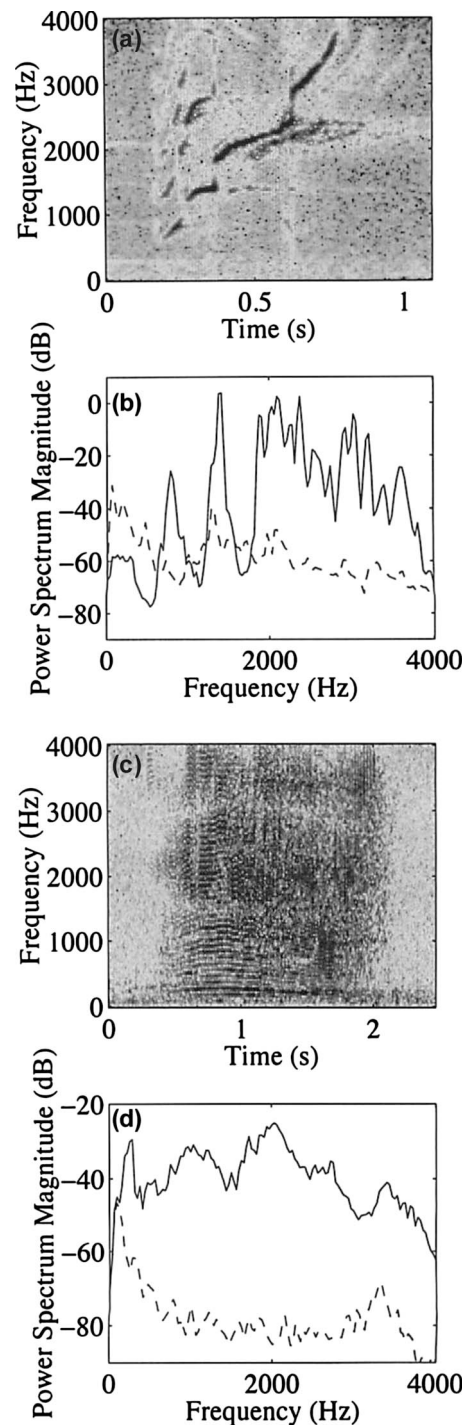 (a)
Frequency (Hz)
4000
3000
2000
1000
0
0 0.5 1
Time (s)
(b)
Power Spectrum Magnitude (dB)
0
−20
−40
−60
−80
0 2000 4000
Frequency (Hz)
(c)
Frequency (Hz)
4000
3000
2000
1000
0
0 1 2
Time (s)
(d)
Power Spectrum Magnitude (dB)
−20
−40
−60
−80
0 2000 4000
Frequency (Hz)